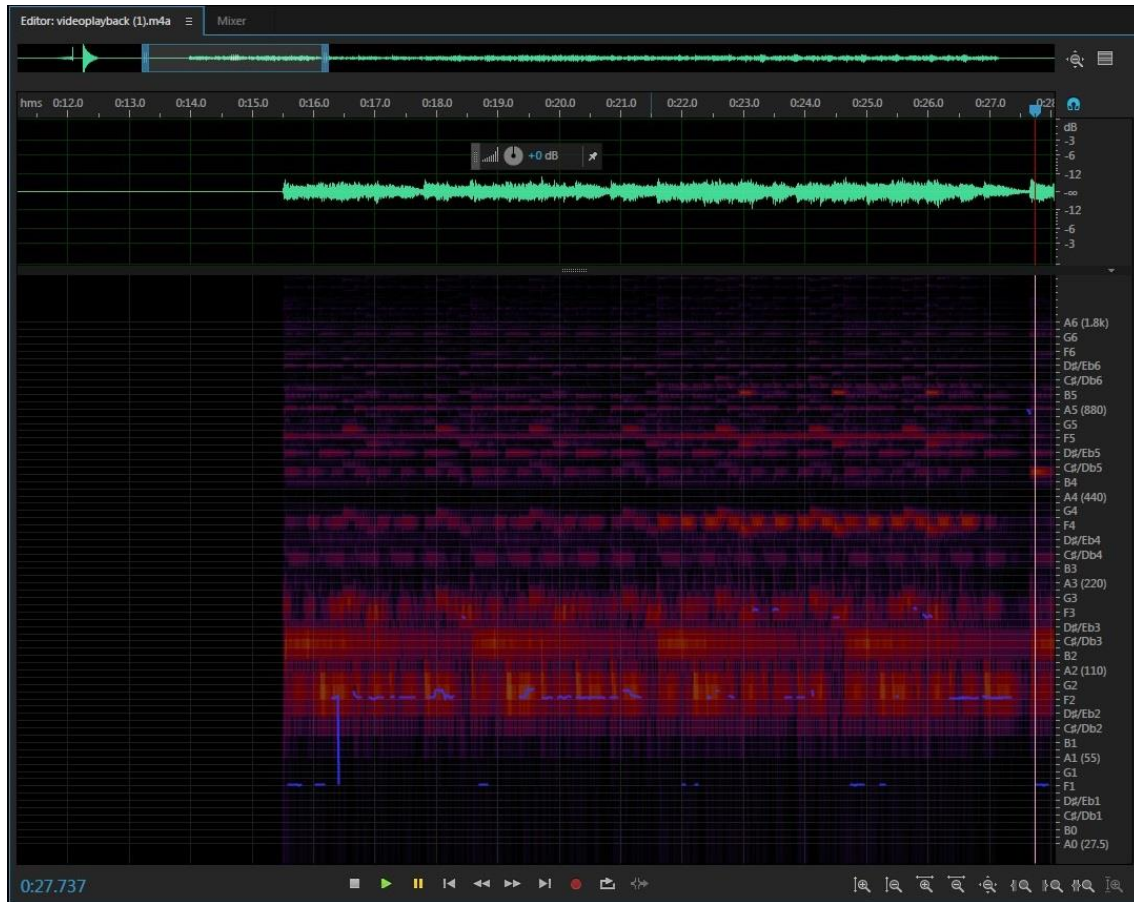 Editor: videoplayback (1).m4a ≡ Mixer
hms 0:12.0 0:13.0 0:14.0 0:15.0 0:16.0 0:17.0 0:18.0 0:19.0 0:20.0 0:21.0 0:22.0 0:23.0 0:24.0 0:25.0 0:26.0 0:27.0 0:28
dB
-3
-6
+0 dB
-12
-∞
-12
-6
-3
A6 (1.8k)
G6
F6
D♯/Eb6
C♯/Db6
B5
A5 (880)
G5
F5
D♯/Eb5
C♯/Db5
B4
A4 (440)
G4
F4
D♯/Eb4
C♯/Db4
B3
A3 (220)
G3
F3
D♯/Eb3
C♯/Db3
B2
A2 (110)
G2
F2
D♯/Eb2
C♯/Db2
B1
A1 (55)
G1
F1
D♯/Eb1
C♯/Db1
B0
A0 (27.5)
0:27.737